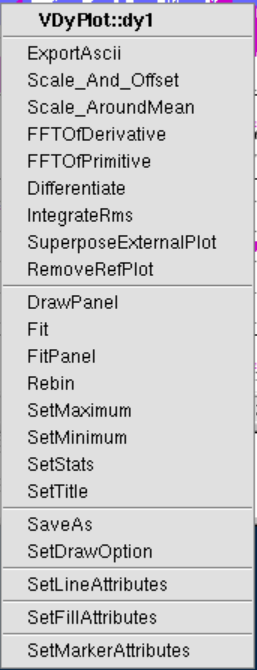 VDyPlot::dy1
ExportAscii
Scale_And_Offset
Scale_AroundMean
FFTOfDerivative
FFTOfPrimitive
Differentiate
IntegrateRms
SuperposeExternalPlot
RemoveRefPlot
DrawPanel
Fit
FitPanel
Rebin
SetMaximum
SetMinimum
SetStats
SetTitle
SaveAs
SetDrawOption
SetLineAttributes
SetFillAttributes
SetMarkerAttributes